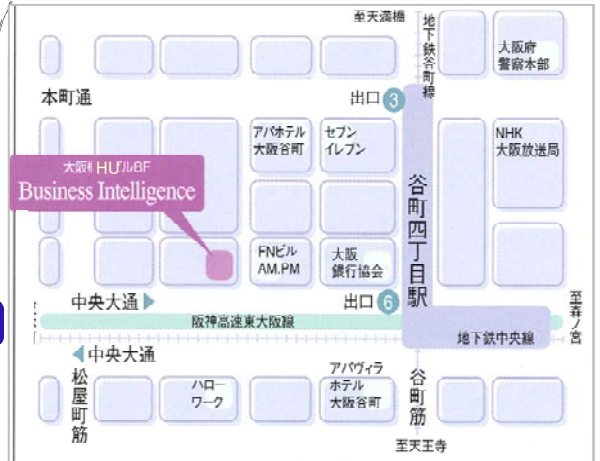 至天満橋
地下鉄谷町線
大阪府
警察本部
本町通
出口 3
アパホテル
大阪谷町
セブン
イレブン
NHK
大阪放送局
HUビル8F
Business Intelligence
谷町四丁目駅
FNビル
AM.PM
大阪
銀行協会
中央大通
出口 6
至森ノ宮
阪神高速東大阪線
地下鉄中央線
中央大通
松屋町筋
ハロー
ワーク
アパヴィラ
ホテル
大阪谷町
谷町筋
至天王寺